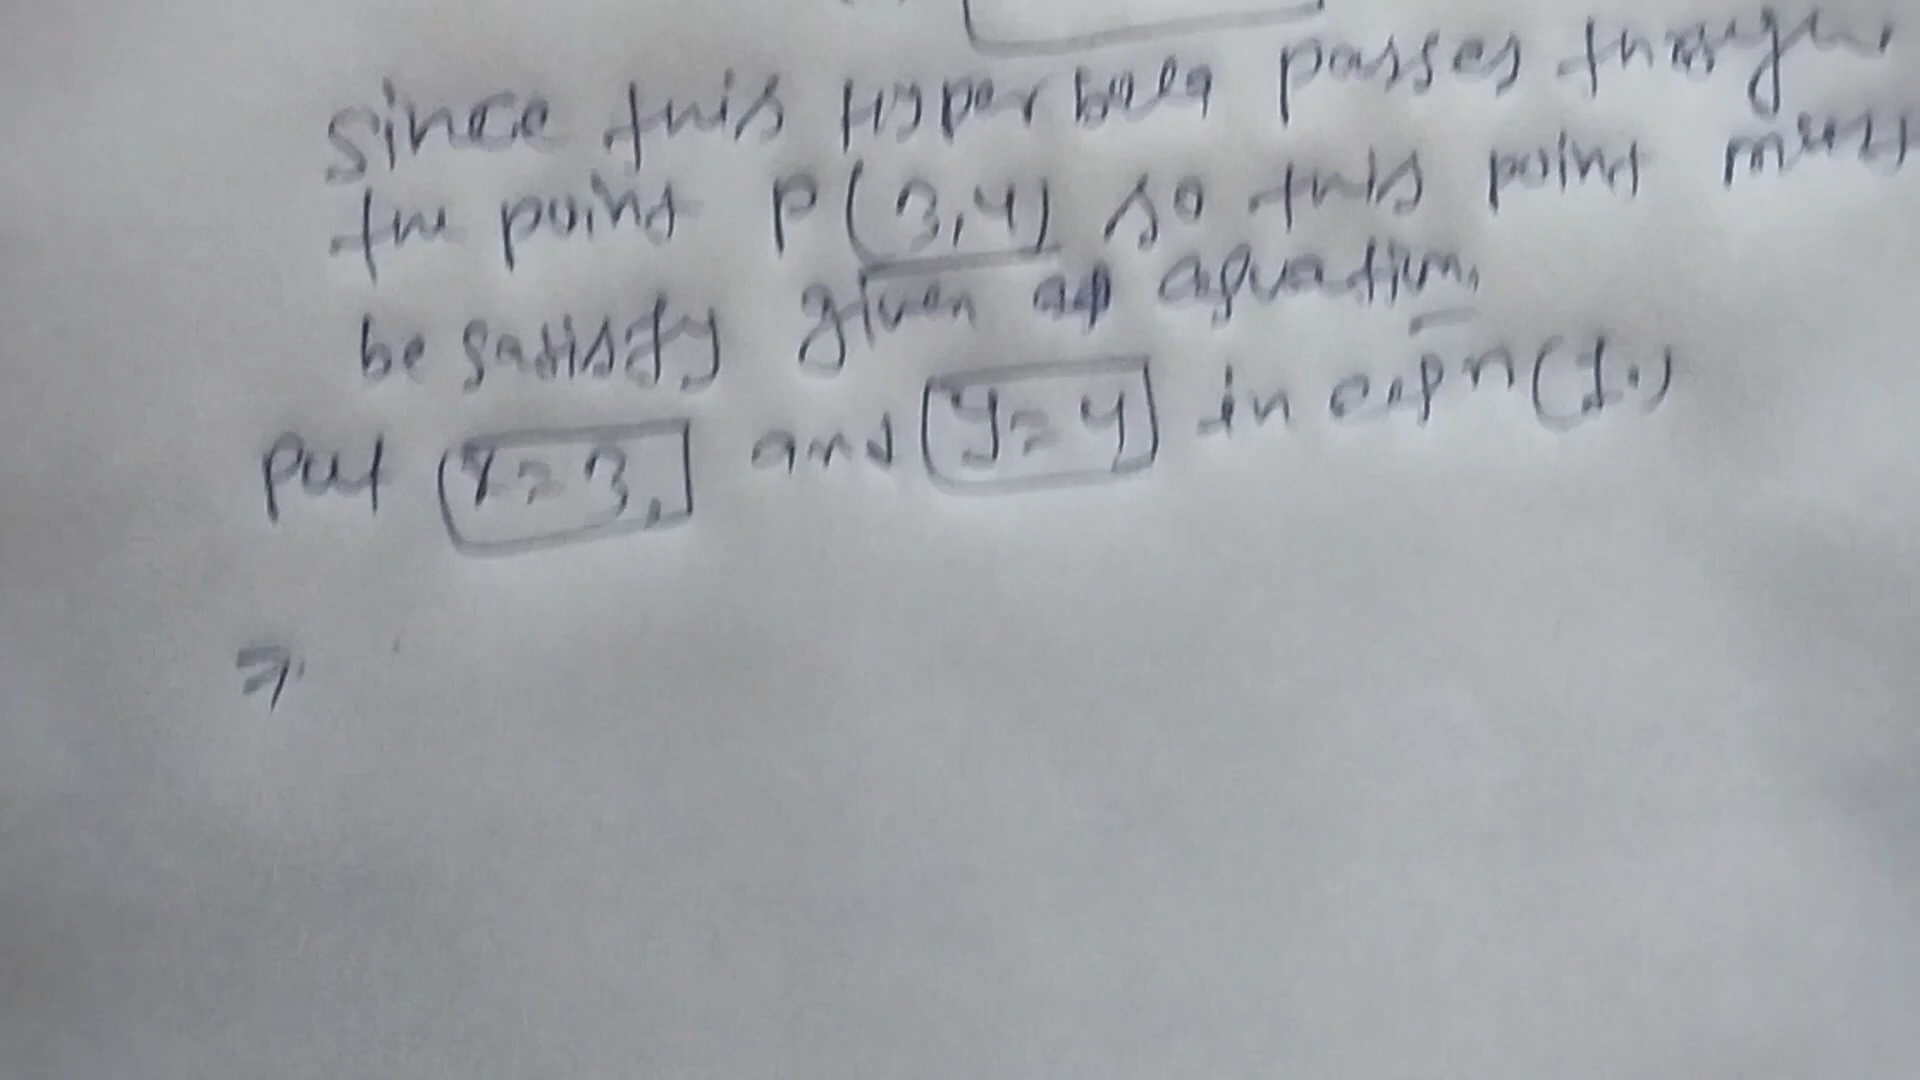 since this Hyperbola passes through
the point P(3,4) so this point must
be satisfy given equation.
Put x=3, and y=4 in eqn(1.)
⇒